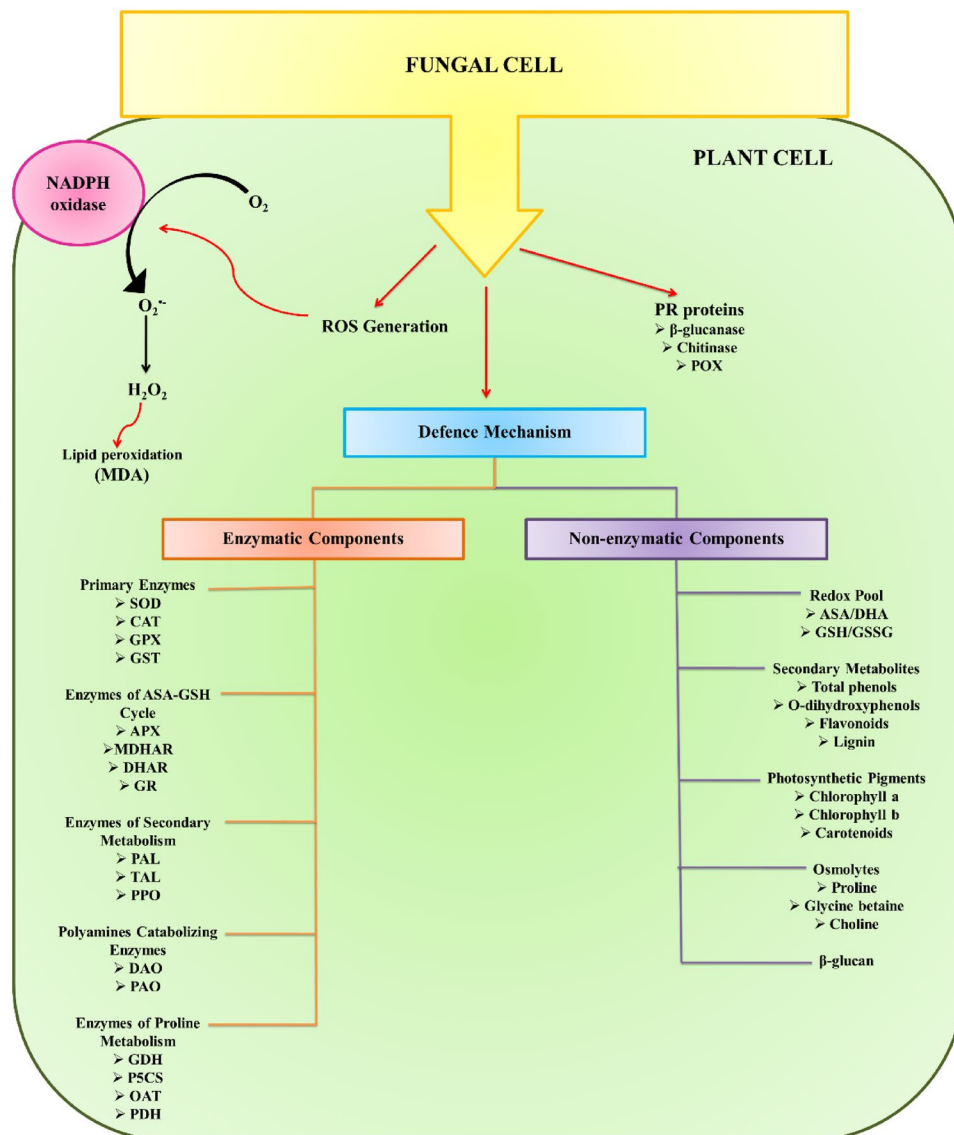 FUNGAL CELL
PLANT CELL
NADPH
oxidase
O₂
O₂•-
H₂O₂
Lipid peroxidation
(MDA)
ROS Generation
PR proteins
➢ β-glucanase
➢ Chitinase
➢ POX
Defence Mechanism
Enzymatic Components
Primary Enzymes
➢ SOD
➢ CAT
➢ GPX
➢ GST
Enzymes of ASA-GSH
Cycle
➢ APX
➢MDHAR
➢ DHAR
➢ GR
Enzymes of Secondary
Metabolism
➢ PAL
➢ TAL
➢ PPO
Polyamines Catabolizing
Enzymes
➢ DAO
➢ PAO
Enzymes of Proline
Metabolism
➢ GDH
➢ P5CS
➢ OAT
➢ PDH
Non-enzymatic Components
Redox Pool
➢ ASA/DHA
➢ GSH/GSSG
Secondary Metabolites
➢ Total phenols
➢ O-dihydroxyphenols
➢ Flavonoids
➢ Lignin
Photosynthetic Pigments
➢ Chlorophyll a
➢ Chlorophyll b
➢ Carotenoids
Osmolytes
➢ Proline
➢ Glycine betaine
➢ Choline
β-glucan